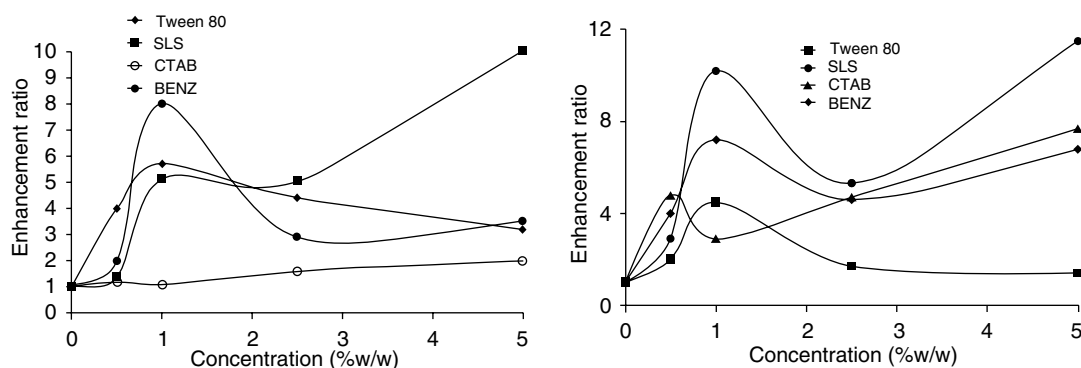 Tween 80
SLS
CTAB
BENZ
10
9
8
7
6
5
4
3
2
1
0
Enhancement ratio
0 1 2 3 4 5
Concentration (%w/w)
Tween 80
SLS
CTAB
BENZ
12
8
4
0
Enhancement ratio
0 1 2 3 4 5
Concentration (%w/w)